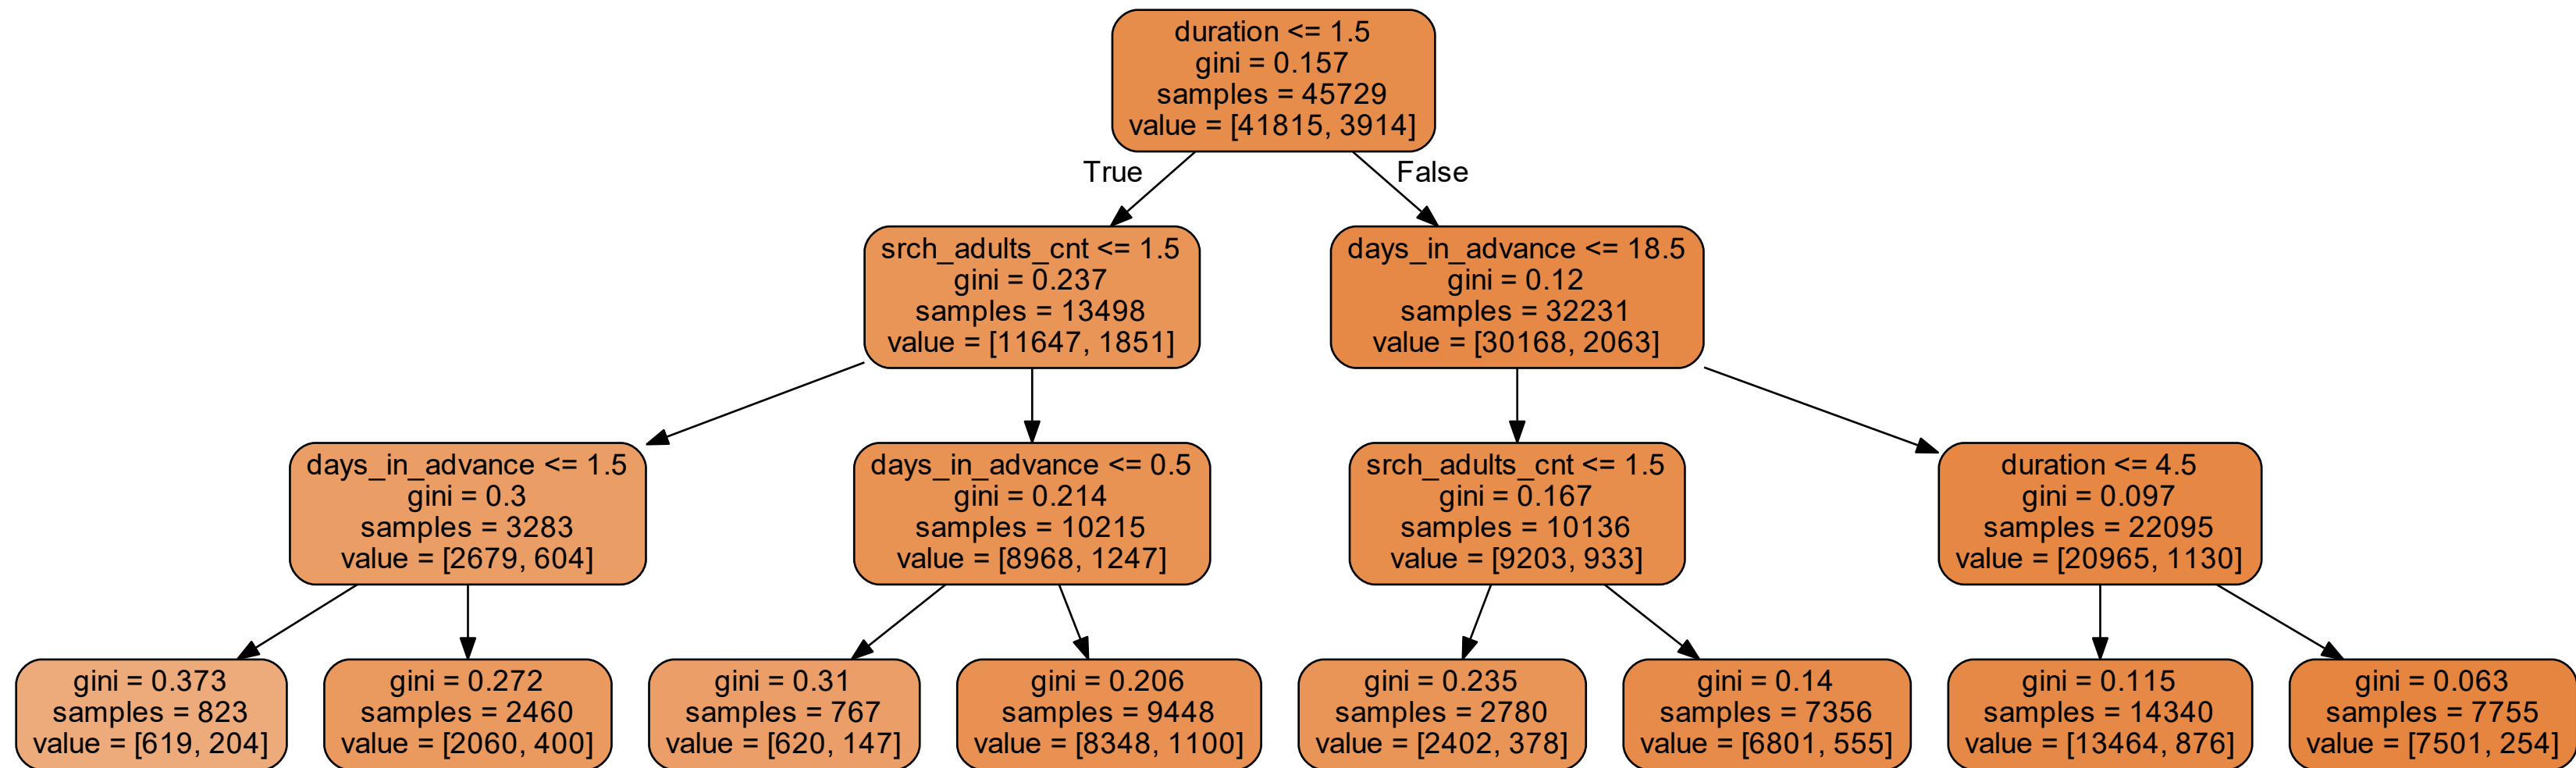 duration <= 1.5
gini = 0.157
samples = 45729
value = [41815, 3914]
True
False
srch_adults_cnt <= 1.5
gini = 0.237
samples = 13498
value = [11647, 1851]
days_in_advance <= 18.5
gini = 0.12
samples = 32231
value = [30168, 2063]
days_in_advance <= 1.5
gini = 0.3
samples = 3283
value = [2679, 604]
days_in_advance <= 0.5
gini = 0.214
samples = 10215
value = [8968, 1247]
srch_adults_cnt <= 1.5
gini = 0.167
samples = 10136
value = [9203, 933]
duration <= 4.5
gini = 0.097
samples = 22095
value = [20965, 1130]
gini = 0.373
samples = 823
value = [619, 204]
gini = 0.272
samples = 2460
value = [2060, 400]
gini = 0.31
samples = 767
value = [620, 147]
gini = 0.206
samples = 9448
value = [8348, 1100]
gini = 0.235
samples = 2780
value = [2402, 378]
gini = 0.14
samples = 7356
value = [6801, 555]
gini = 0.115
samples = 14340
value = [13464, 876]
gini = 0.063
samples = 7755
value = [7501, 254]